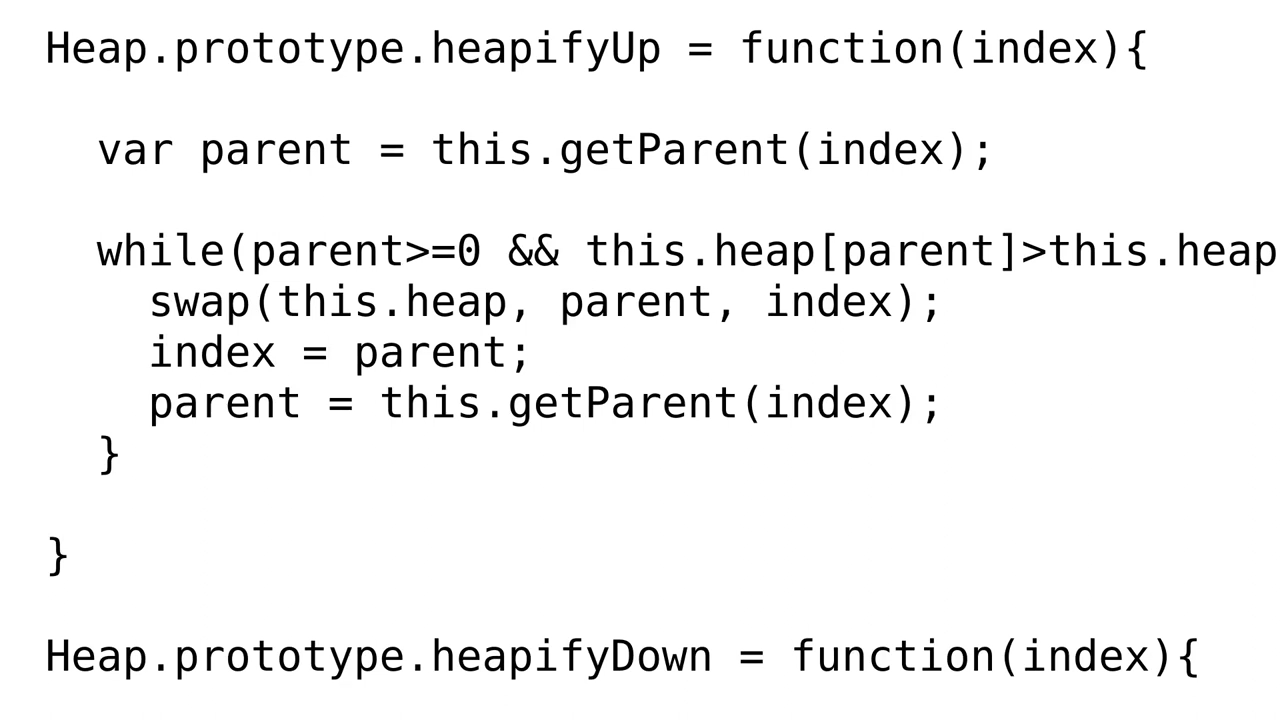 Heap.prototype.heapifyUp = function(index){
var parent = this.getParent(index);
while(parent>=0 && this.heap[parent]>this.heap
swap(this.heap, parent, index);
index = parent;
parent = this.getParent(index);
}
}
Heap.prototype.heapifyDown = function(index){